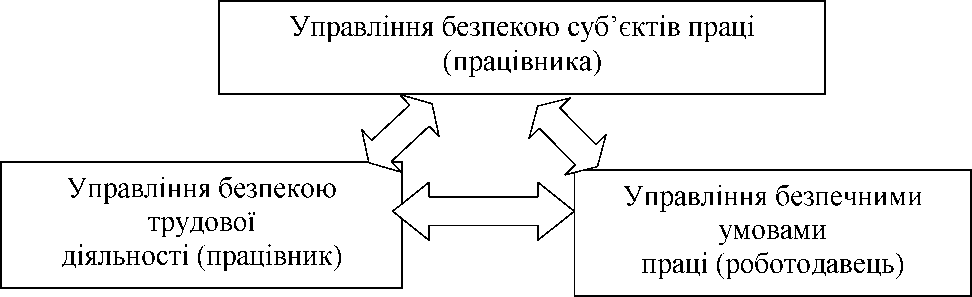 Управління безпекою суб’єктів праці
(працівника)
Управління безпекою
трудової
діяльності (працівник)
Управління безпечними
умовами
праці (роботодавець)